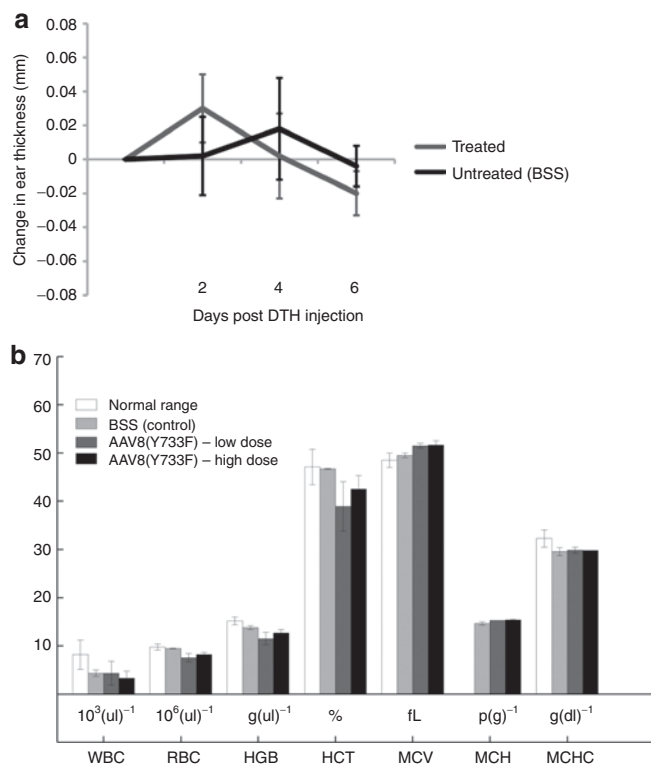 a
0.08
0.06
0.04
0.02
0
−0.02
−0.04
−0.06
−0.08
Change in ear thickness (mm)
2 4 6
Days post DTH injection
Treated
Untreated (BSS)
b
70
60
50
40
30
20
10
Normal range
BSS (control)
AAV8(Y733F) – low dose
AAV8(Y733F) – high dose
10³(ul)⁻¹ 10⁶(ul)⁻¹ g(ul)⁻¹ % fL p(g)⁻¹ g(dl)⁻¹
WBC RBC HGB HCT MCV MCH MCHC